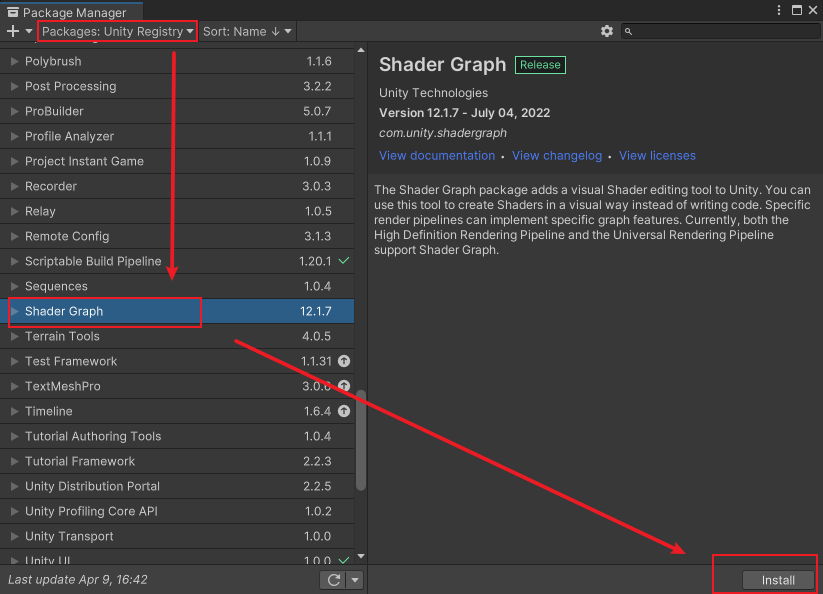 Package Manager
Packages: Unity Registry
Sort: Name ↓
Polybrush 1.1.6
Post Processing 3.2.2
ProBuilder 5.0.7
Profile Analyzer 1.1.1
Project Instant Game 1.0.9
Recorder 3.0.3
Relay 1.0.5
Remote Config 3.1.3
Scriptable Build Pipeline 1.20.1
Sequences 1.0.4
Shader Graph 12.1.7
Terrain Tools 4.0.5
Test Framework 1.1.31
TextMeshPro 3.0.6
Timeline 1.6.4
Tutorial Authoring Tools 1.0.4
Tutorial Framework 2.2.3
Unity Distribution Portal 2.2.5
Unity Profiling Core API 1.0.2
Unity Transport 1.0.0
Unity UI 1.0.0
Last update Apr 9, 16:42
Shader Graph Release
Unity Technologies
Version 12.1.7 - July 04, 2022
com.unity.shadergraph
View documentation • View changelog • View licenses
The Shader Graph package adds a visual Shader editing tool to Unity. You can
use this tool to create Shaders in a visual way instead of writing code. Specific
render pipelines can implement specific graph features. Currently, both the
High Definition Rendering Pipeline and the Universal Rendering Pipeline
support Shader Graph.
Install